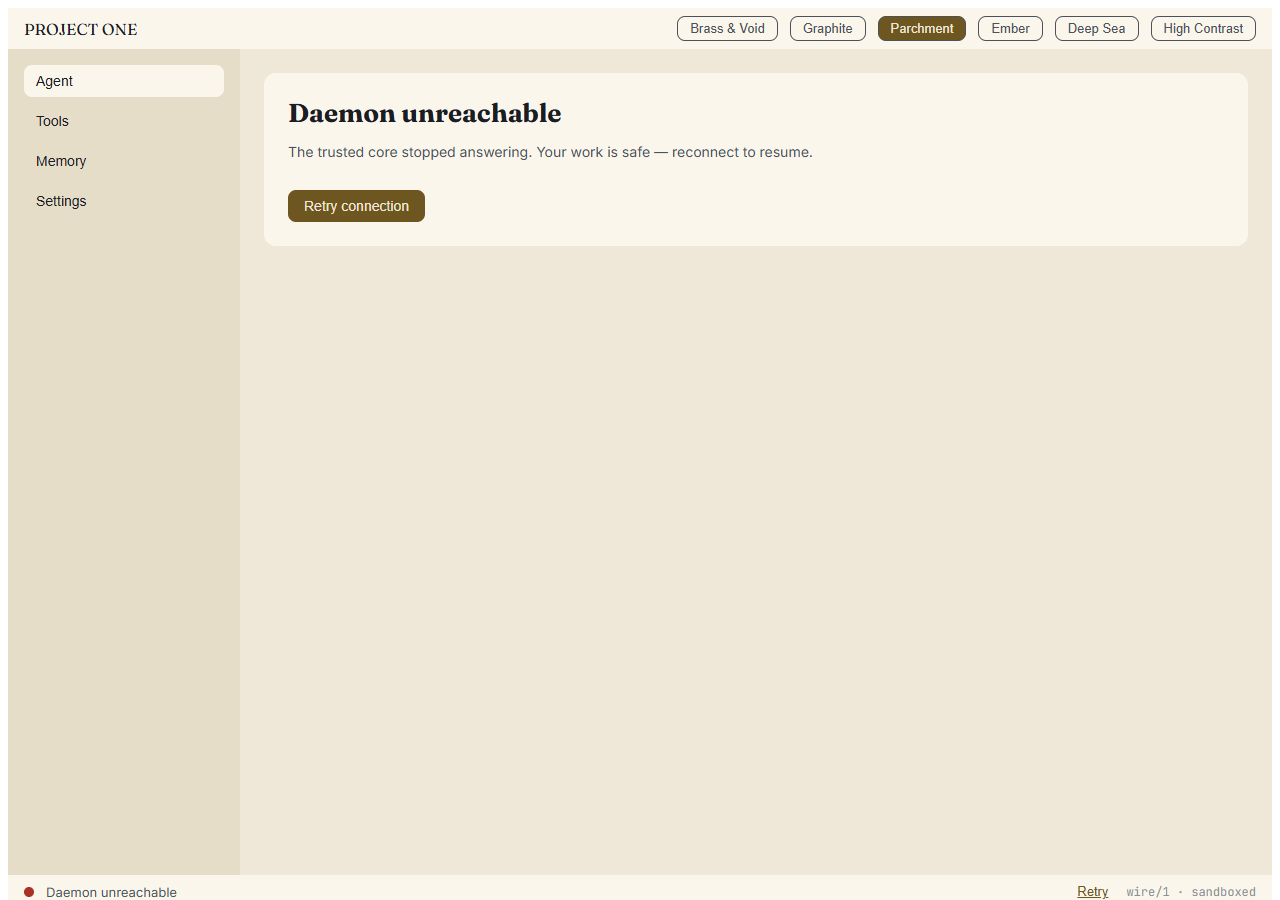 PROJECT ONE
Brass & Void
Graphite
Parchment
Ember
Deep Sea
High Contrast
Agent
Tools
Memory
Settings
Daemon unreachable
The trusted core stopped answering. Your work is safe — reconnect to resume.
Retry connection
Daemon unreachable
Retry
wire/1 · sandboxed